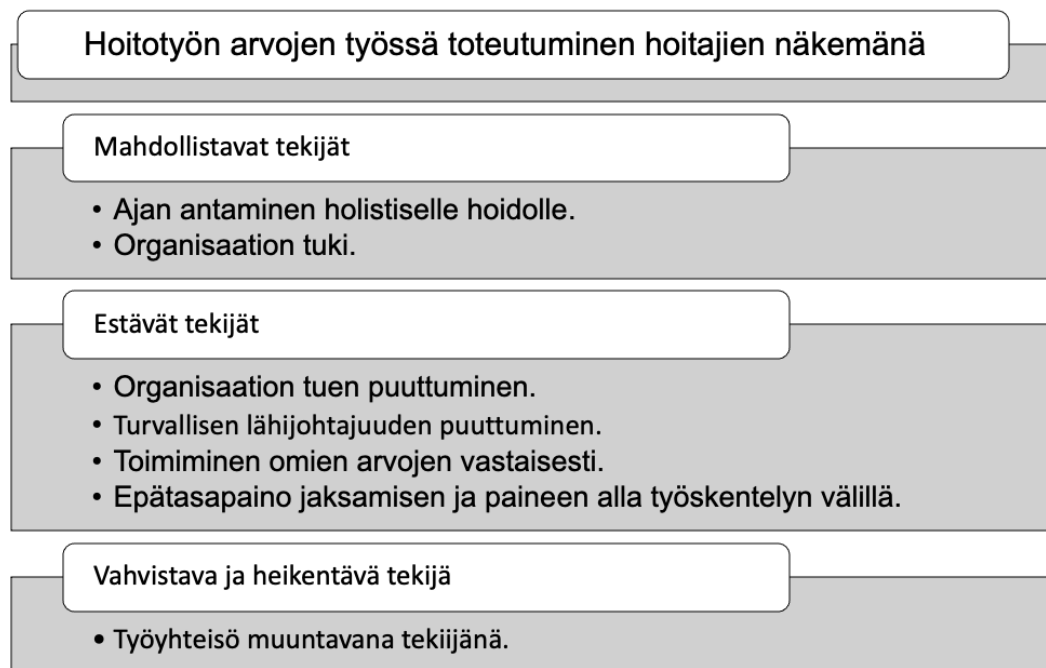 Hoitotyön arvojen työssä toteutuminen hoitajien näkemänä
Mahdollistavat tekijät
• Ajan antaminen holistiselle hoidolle.
• Organisaation tuki.
Estävät tekijät
• Organisaation tuen puuttuminen.
• Turvallisen lähijohtajuuden puuttuminen.
• Toimiminen omien arvojen vastaisesti.
• Epätasapaino jaksamisen ja paineen alla työskentelyn välillä.
Vahvistava ja heikentävä tekijä
• Työyhteisö muuntavana tekiijänä.